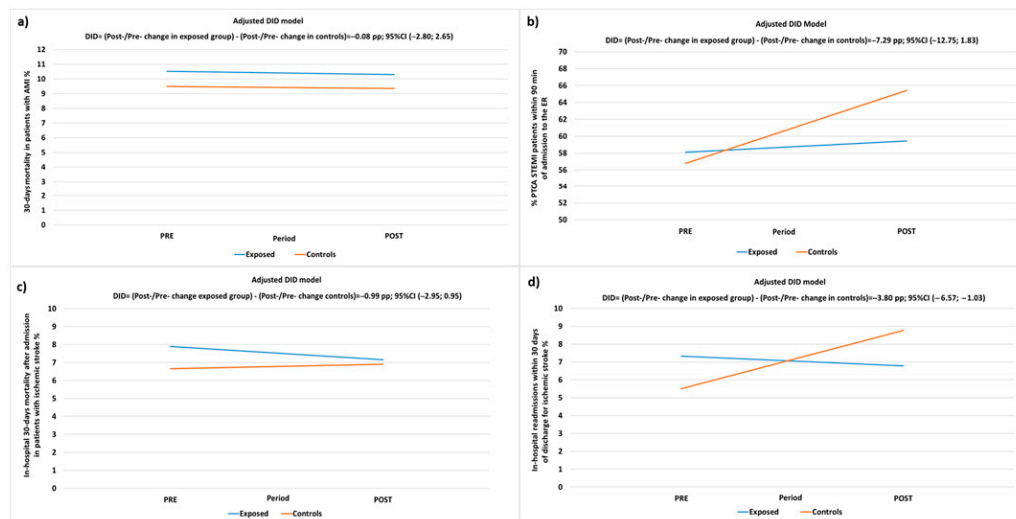 a)
Adjusted DID model
DID= (Post-/Pre- change in exposed group) - (Post-/Pre- change in controls)=−0.08 pp; 95%CI (−2.80; 2.65)
30-days mortality in patients with AMI %
12
11
10
9
8
7
6
5
4
3
2
1
0
PRE
Period
POST
Exposed
Controls
b)
Adjusted DID Model
DID= (Post-/Pre- change in exposed group) - (Post-/Pre- change in controls)=−7.29 pp; 95%CI (−12.75; 1.83)
% PTCA STEMI patients within 90 min
of admission to the ER
70
68
66
64
62
60
58
56
54
52
50
PRE
Period
POST
Exposed
Controls
c)
Adjusted DID model
DID= (Post-/Pre- change exposed group) - (Post-/Pre- change controls)=−0.99 pp; 95%CI (−2.95; 0.95)
In-hospital 30-days mortality after admission
in patients with ischemic stroke %
10
9
8
7
6
5
4
3
2
1
0
PRE
Period
POST
Exposed
Controls
d)
Adjusted DID model
DID= (Post-/Pre- change in exposed group) - (Post-/Pre- change in controls)=−3.80 pp; 95%CI (−6.57; −1.03)
In-hospital readmissions within 30 days
of discharge for ischemic stroke %
10
9
8
7
6
5
4
3
2
1
0
PRE
Period
POST
Exposed
Controls